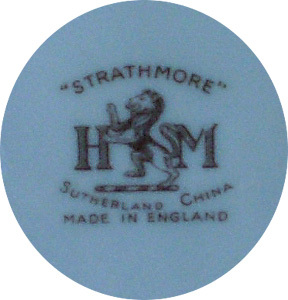 "STRATHMORE"
H M
SUTHERLAND CHINA
MADE IN ENGLAND